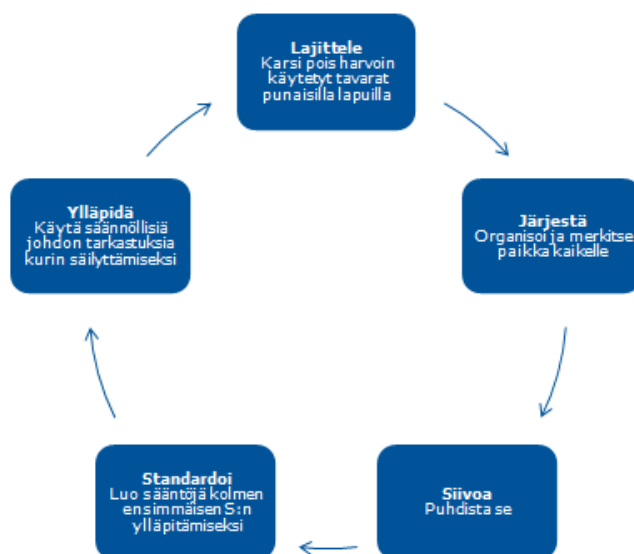 Lajittele
Karsi pois harvoin
käytetyt tavarat
punaisilla lapuilla
Järjestä
Organisoi ja merkitse
paikka kaikelle
Siivoa
Puhdista se
Standardoi
Luo sääntöjä kolmen
ensimmäisen S:n
ylläpitämiseksi
Ylläpidä
Käytä säännöllisiä
johdon tarkastuksia
kurin säilyttämiseksi